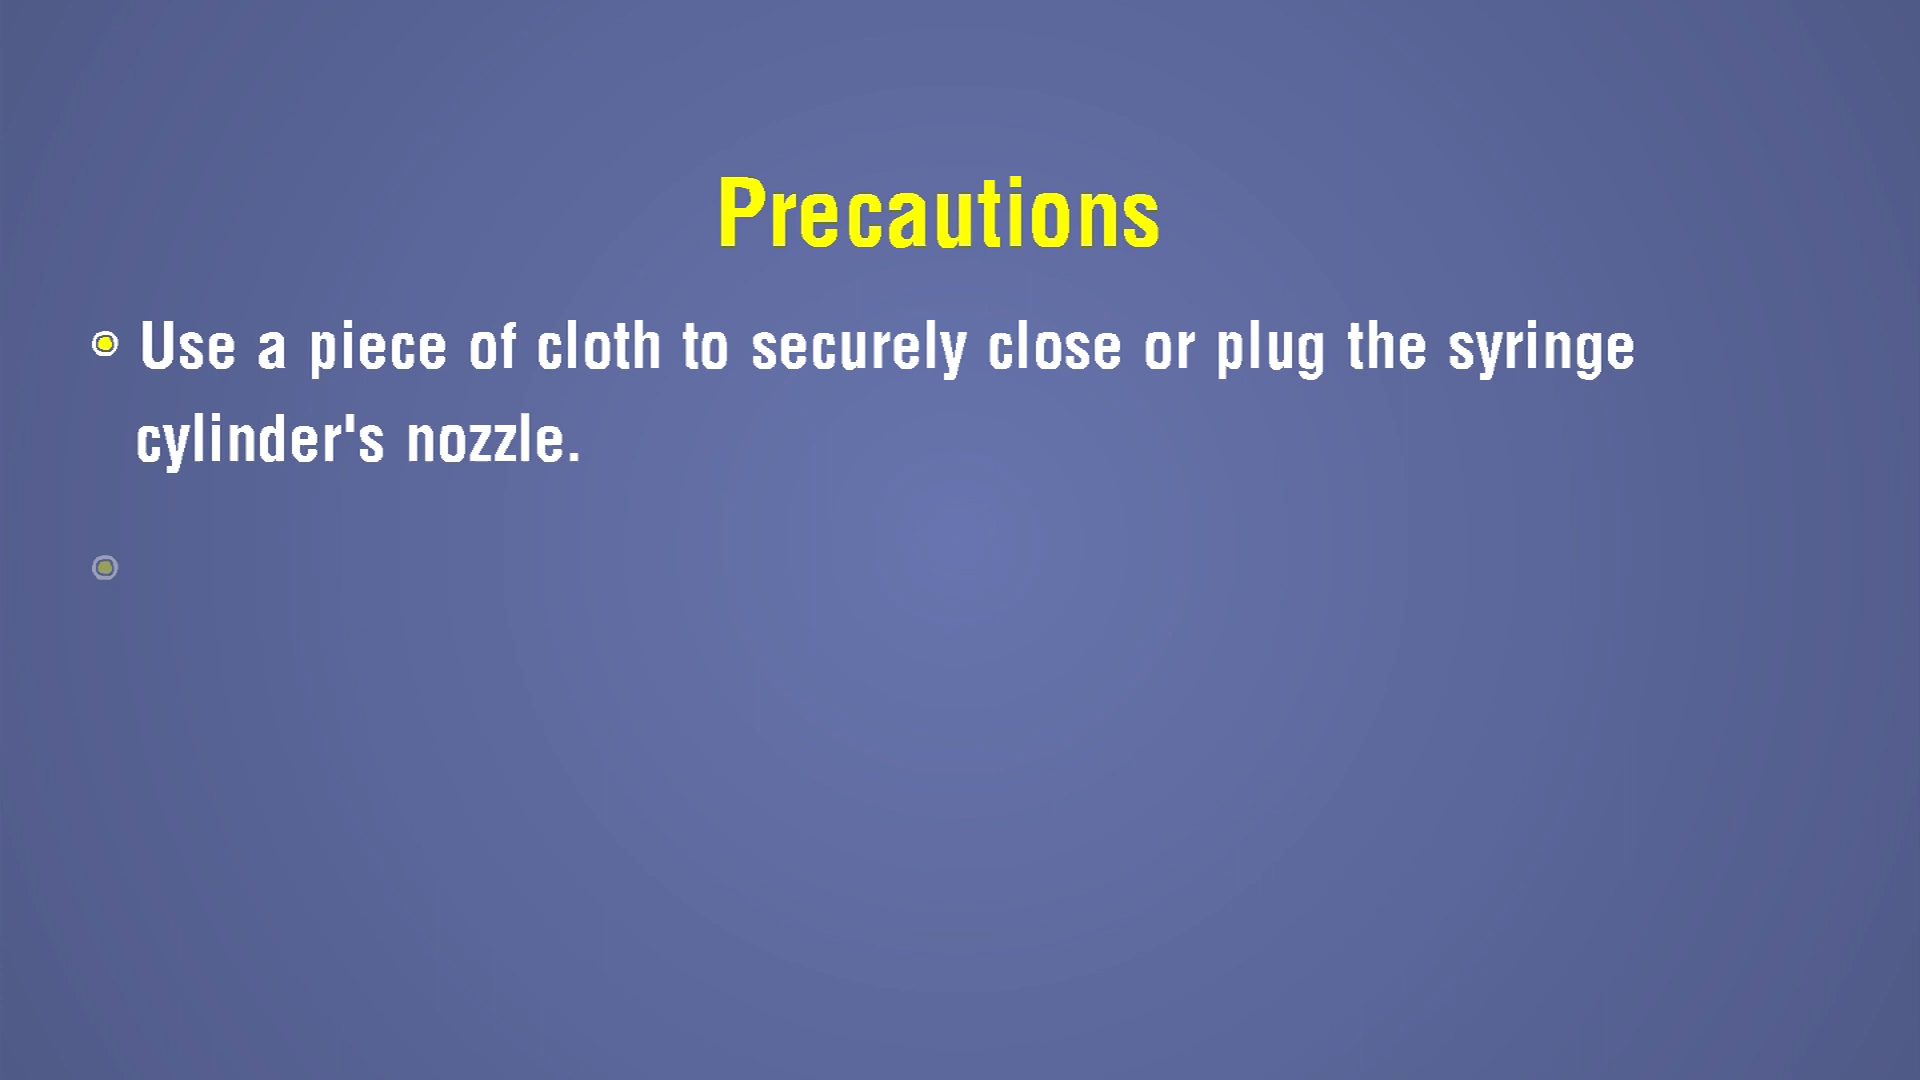 Precautions
Use a piece of cloth to securely close or plug the syringe
cylinder's nozzle.